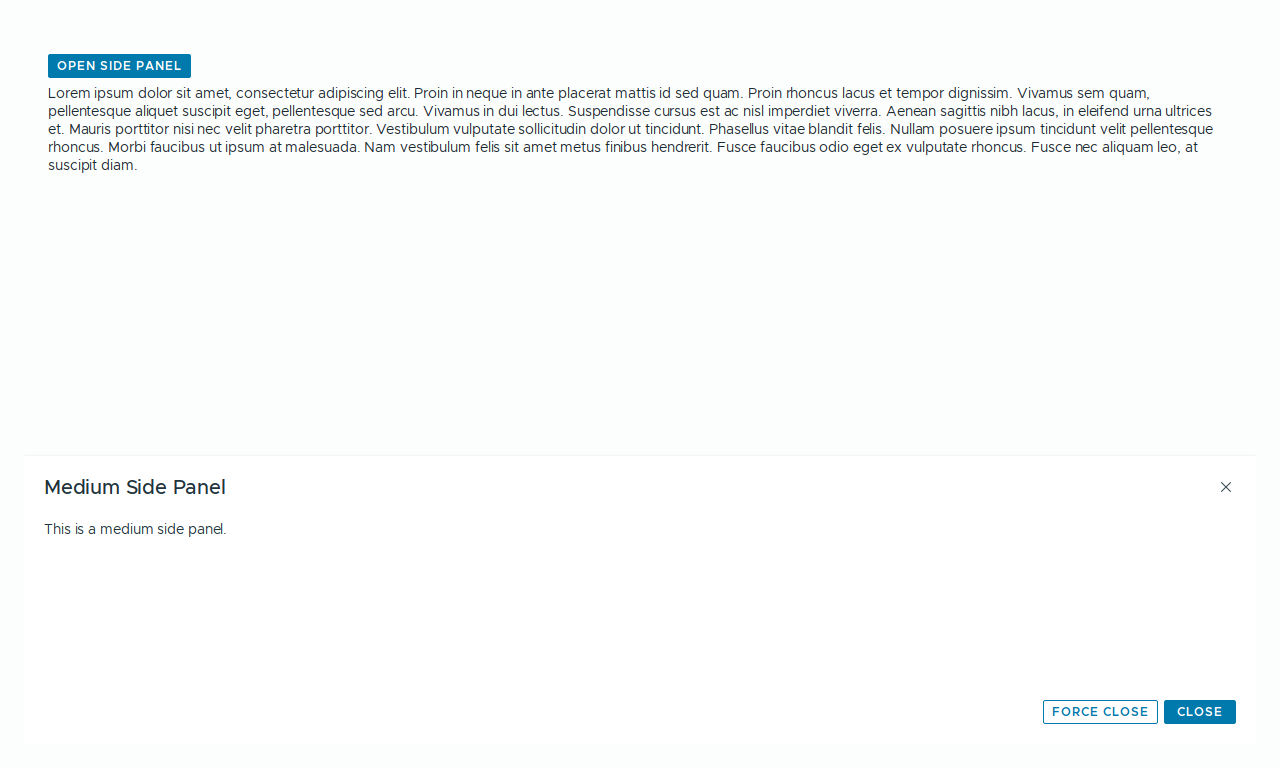 OPEN SIDE PANEL
Lorem ipsum dolor sit amet, consectetur adipiscing elit. Proin in neque in ante placerat mattis id sed quam. Proin rhoncus lacus et tempor dignissim. Vivamus sem quam,
pellentesque aliquet suscipit eget, pellentesque sed arcu. Vivamus in dui lectus. Suspendisse cursus est ac nisl imperdiet viverra. Aenean sagittis nibh lacus, in eleifend urna ultrices
et. Mauris porttitor nisi nec velit pharetra porttitor. Vestibulum vulputate sollicitudin dolor ut tincidunt. Phasellus vitae blandit felis. Nullam posuere ipsum tincidunt velit pellentesque
rhoncus. Morbi faucibus ut ipsum at malesuada. Nam vestibulum felis sit amet metus finibus hendrerit. Fusce faucibus odio eget ex vulputate rhoncus. Fusce nec aliquam leo, at
suscipit diam.
Medium Side Panel
This is a medium side panel.
FORCE CLOSE CLOSE